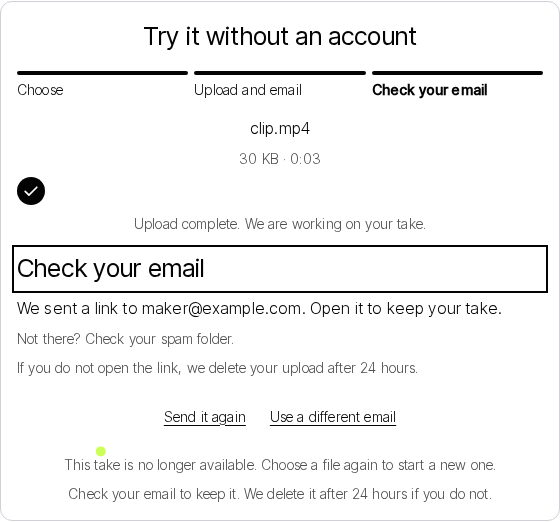 Try it without an account
Choose
Upload and email
Check your email
clip.mp4
30 KB · 0:03
Upload complete. We are working on your take.
Check your email
We sent a link to maker@example.com. Open it to keep your take.
Not there? Check your spam folder.
If you do not open the link, we delete your upload after 24 hours.
Send it again
Use a different email
This take is no longer available. Choose a file again to start a new one.
Check your email to keep it. We delete it after 24 hours if you do not.